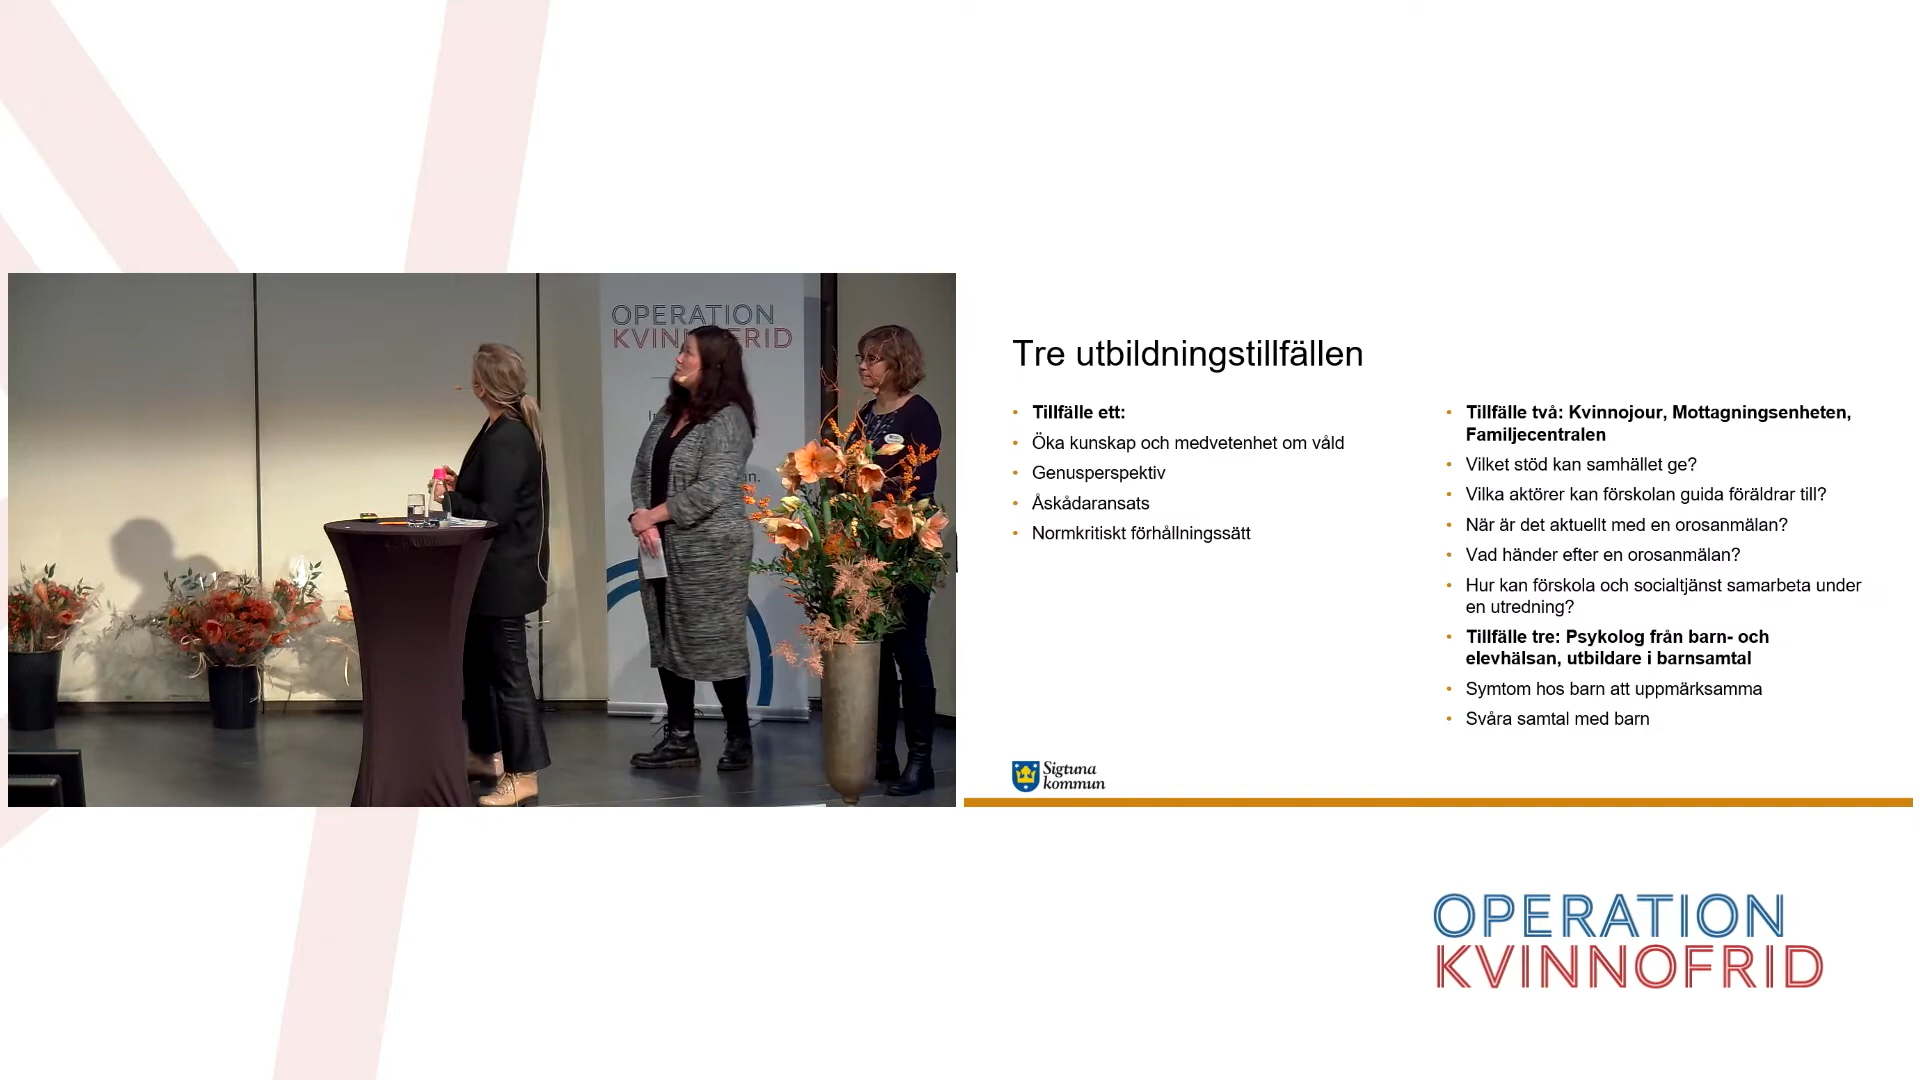 OPERATION
KVINNOFRID
Tre utbildningstillfällen
Tillfälle ett:
Öka kunskap och medvetenhet om våld
Genusperspektiv
Åskådaransats
Normkritiskt förhållningssätt
Tillfälle två: Kvinnojour, Mottagningsenheten,
Familjecentralen
Vilket stöd kan samhället ge?
Vilka aktörer kan förskolan guida föräldrar till?
När är det aktuellt med en orosanmälan?
Vad händer efter en orosanmälan?
Hur kan förskola och socialtjänst samarbeta under
en utredning?
Tillfälle tre: Psykolog från barn- och
elevhälsan, utbildare i barnsamtal
Symtom hos barn att uppmärksamma
Svåra samtal med barn
Sigtuna
kommun
OPERATION
KVINNOFRID